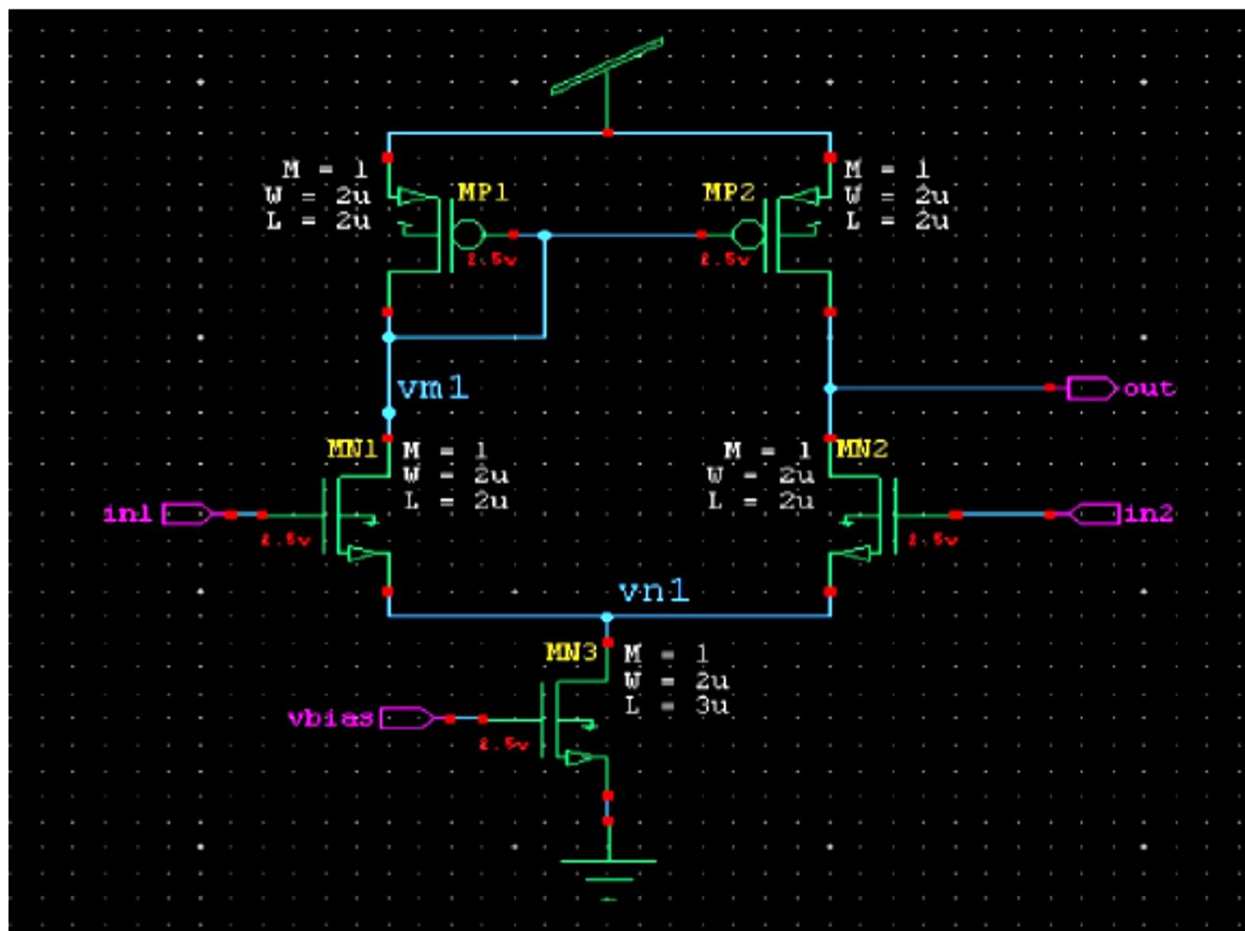 M = 1
W = 2u
L = 2u
MP1
2.5v
MP2
2.5v
M = 1
W = 2u
L = 2u
vm1
out
MN1
M = 1
W = 2u
L = 2u
in1
2.5v
M = 1
W = 2u
L = 2u
MN2
in2
2.5v
vn1
MN3
M = 1
W = 2u
L = 3u
vbias
2.5v